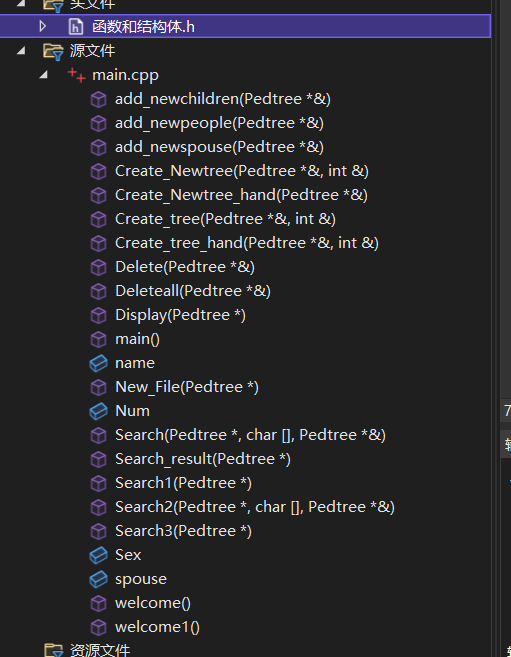 头文件
函数和结构体.h
源文件
main.cpp
add_newchildren(Pedtree *&)
add_newpeople(Pedtree *&)
add_newspouse(Pedtree *&)
Create_Newtree(Pedtree *&, int &)
Create_Newtree_hand(Pedtree *&)
Create_tree(Pedtree *&, int &)
Create_tree_hand(Pedtree *&, int &)
Delete(Pedtree *&)
Deleteall(Pedtree *&)
Display(Pedtree *)
main()
name
New_File(Pedtree *)
Num
Search(Pedtree *, char [], Pedtree *&)
Search_result(Pedtree *)
Search1(Pedtree *)
Search2(Pedtree *, char [], Pedtree *&)
Search3(Pedtree *)
Sex
spouse
welcome()
welcome1()
资源文件